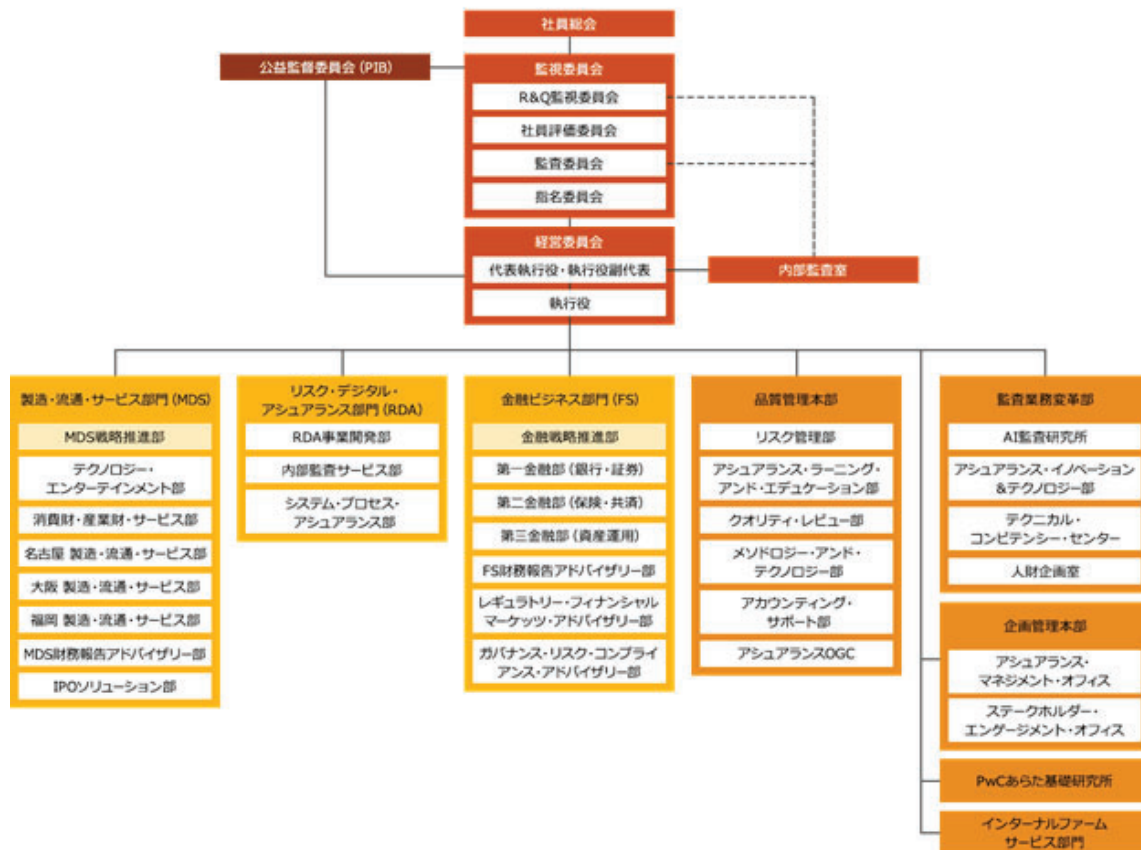 社員総会
公益監督委員会(PIB)
監視委員会
R&Q監視委員会
社員評価委員会
監査委員会
指名委員会
経営委員会
代表執行役・執行役副代表
執行役
内部監査室
製造・流通・サービス部門(MDS)
MDS戦略推進部
テクノロジー・
エンターテインメント部
消費財・産業財・サービス部
名古屋 製造・流通・サービス部
大阪 製造・流通・サービス部
福岡 製造・流通・サービス部
MDS財務報告アドバイザリー部
IPOソリューション部
リスク・デジタル・
アシュアランス部門(RDA)
RDA事業開発部
内部監査サービス部
システム・プロセス・
アシュアランス部
金融ビジネス部門(FS)
金融戦略推進部
第一金融部(銀行・証券)
第二金融部(保険・共済)
第三金融部(資産運用)
FS財務報告アドバイザリー部
レギュラトリー・フィナンシャル
マーケッツ・アドバイザリー部
ガバナンス・リスク・コンプライ
アンス・アドバイザリー部
品質管理本部
リスク管理部
アシュアランス・ラーニング・
アンド・エデュケーション部
クオリティ・レビュー部
メソドロジー・アンド・
テクノロジー部
アカウンティング・
サポート部
アシュアランスOGC
監査業務変革部
AI監査研究所
アシュアランス・イノベーション
&テクノロジー部
テクニカル・
コンピテンシー・センター
人財企画室
企画管理本部
アシュアランス・
マネジメント・オフィス
ステークホルダー・
エンゲージメント・オフィス
PwCあらた基礎研究所
インターナルファーム
サービス部門